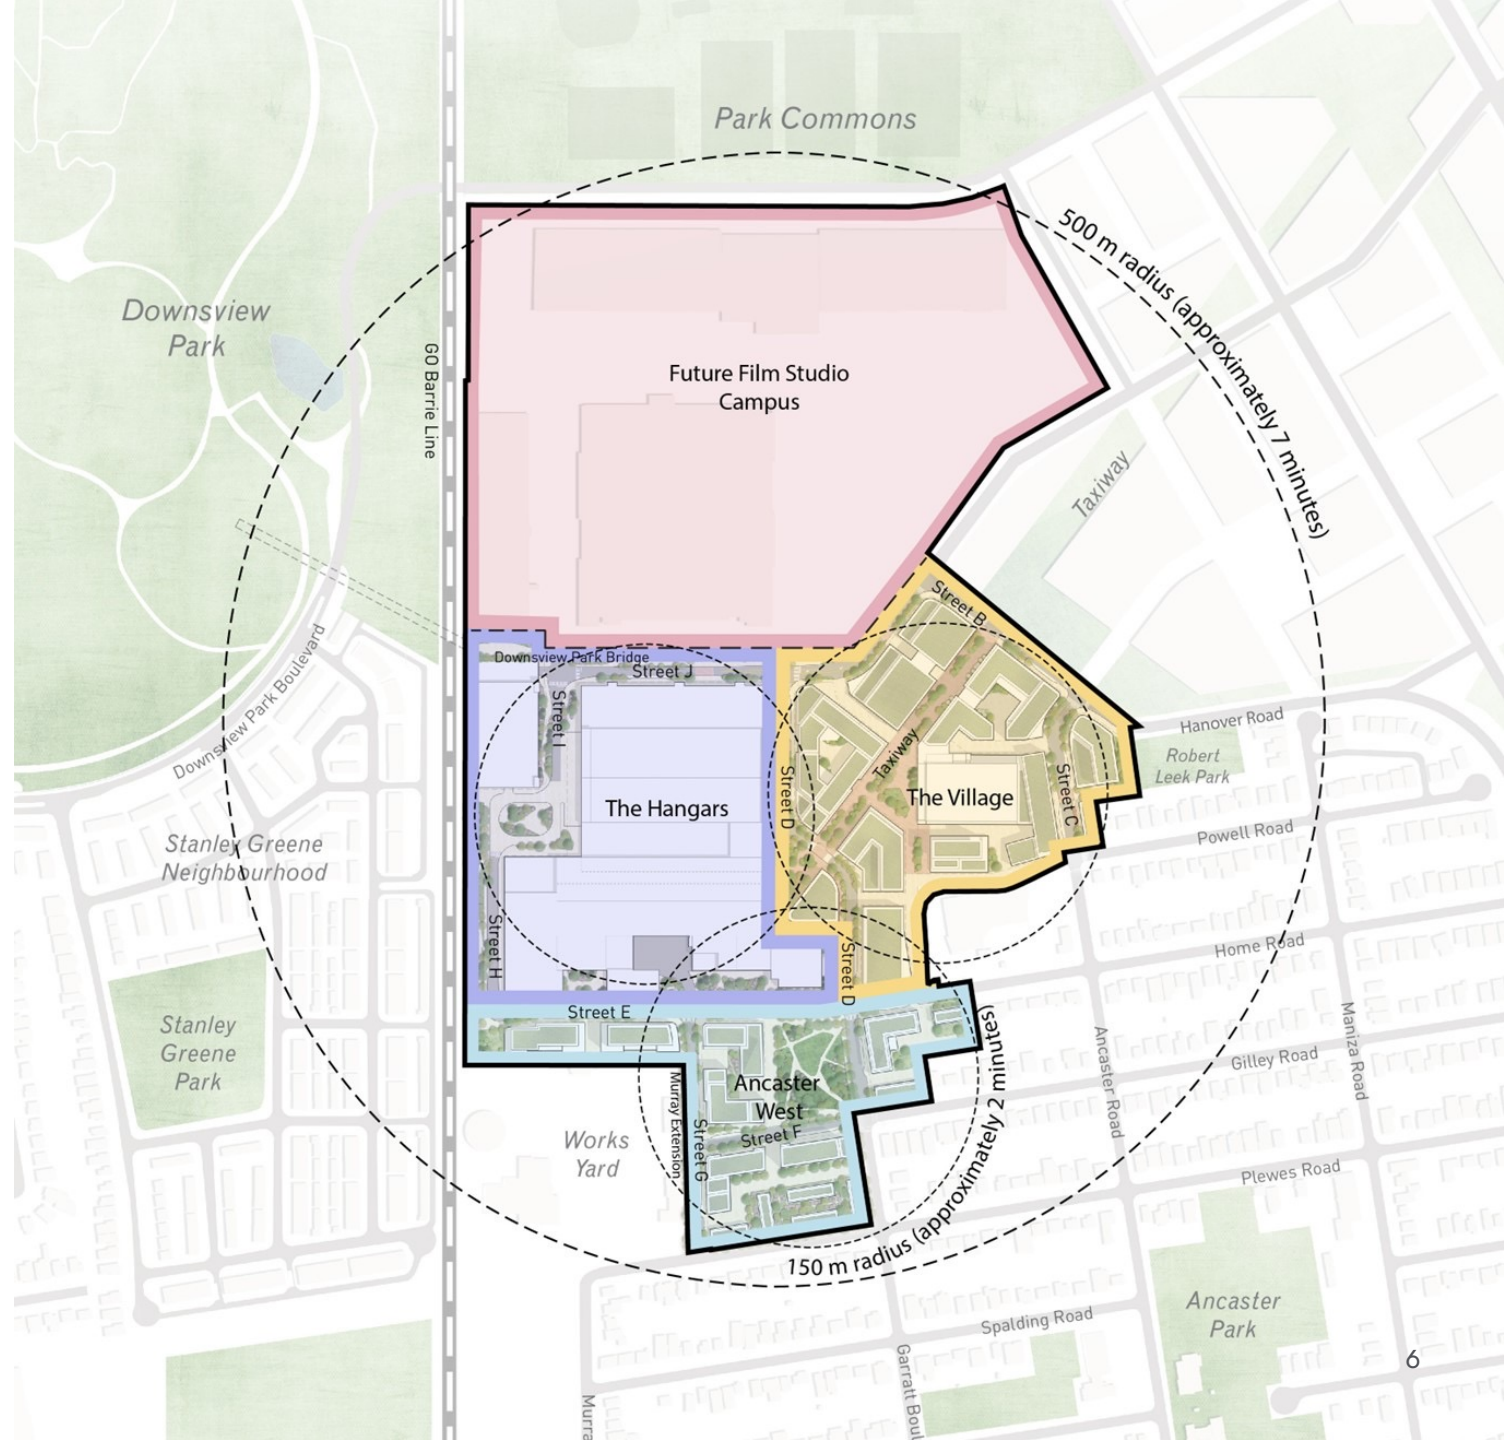 Park Commons
500 m radius (approximately 7 minutes)
Downsview
Park
GO Barrie Line
Future Film Studio
Campus
Taxiway
Street B
Downsview Park Boulevard
Downsview Park Bridge
Street J
Street I
Hanover Road
Robert
Leek Park
Taxiway
Street D
The Village
Street C
The Hangars
Powell Road
Stanley Greene
Neighbourhood
Street H
Street D
Home Road
Street E
Stanley
Greene
Park
Ancaster Road
Maniza Road
Gilley Road
Ancaster
West
Murray Extension
Street G
Street F
Works
Yard
Plewes Road
150 m radius (approximately 2 minutes)
Ancaster
Park
Spalding Road
Garratt Boul
Murra
6